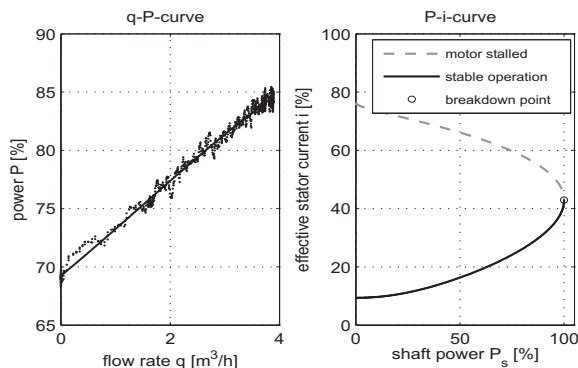 q-P-curve
power P [%]
90
85
80
75
70
65
0
2
4
flow rate q [m³/h]
P-i-curve
effective stator current i [%]
100
80
60
40
20
0
motor stalled
stable operation
breakdown point
0
50
100
shaft power Pₛ [%]